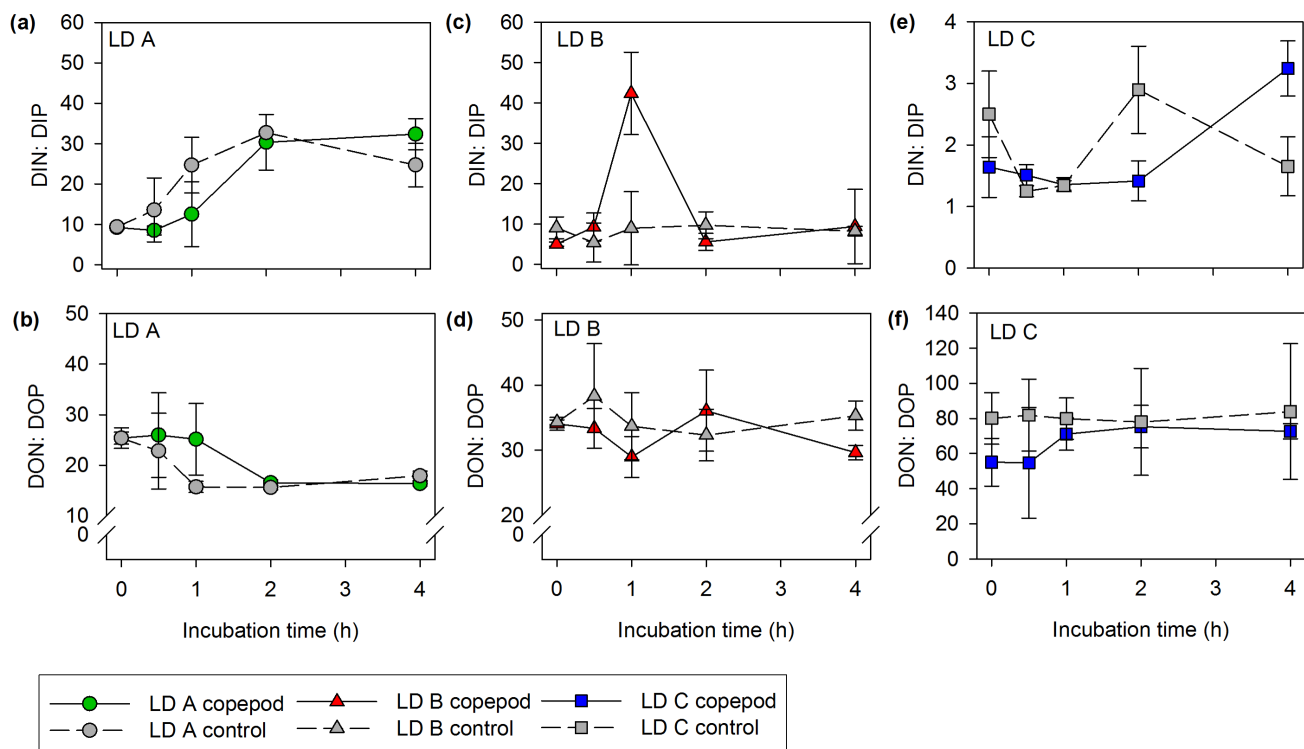 (a)
LD A
DIN: DIP
60
50
40
30
20
10
0
(c)
LD B
DIN: DIP
60
50
40
30
20
10
0
(e)
LD C
DIN: DIP
4
3
2
1
0
(b)
LD A
DON: DOP
50
40
30
20
10
0
0 1 2 3 4
Incubation time (h)
(d)
LD B
DON: DOP
50
40
30
20
0
0 1 2 3 4
Incubation time (h)
(f)
LD C
DON: DOP
140
120
100
80
60
40
20
0
0 1 2 3 4
Incubation time (h)
LD A copepod LD B copepod LD C copepod
LD A control LD B control LD C control